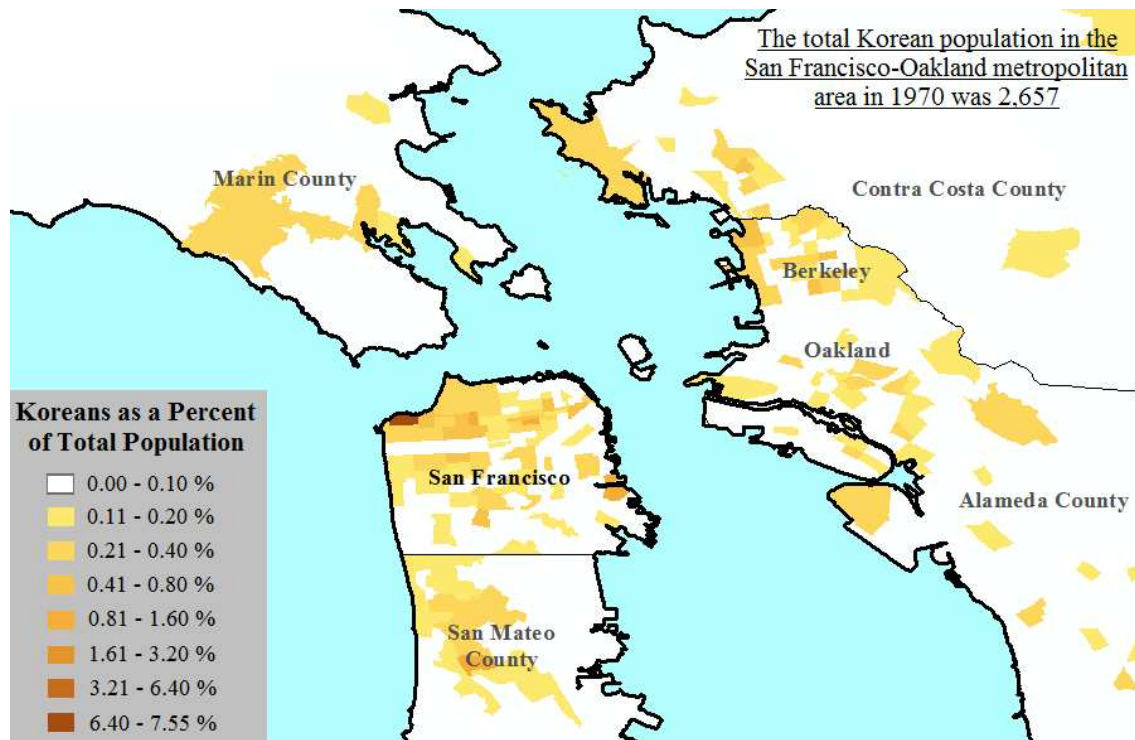 The total Korean population in the
San Francisco-Oakland metropolitan
area in 1970 was 2,657
Marin County
Contra Costa County
Berkeley
Oakland
San Francisco
Alameda County
San Mateo
County
Koreans as a Percent
of Total Population
0.00 - 0.10 %
0.11 - 0.20 %
0.21 - 0.40 %
0.41 - 0.80 %
0.81 - 1.60 %
1.61 - 3.20 %
3.21 - 6.40 %
6.40 - 7.55 %